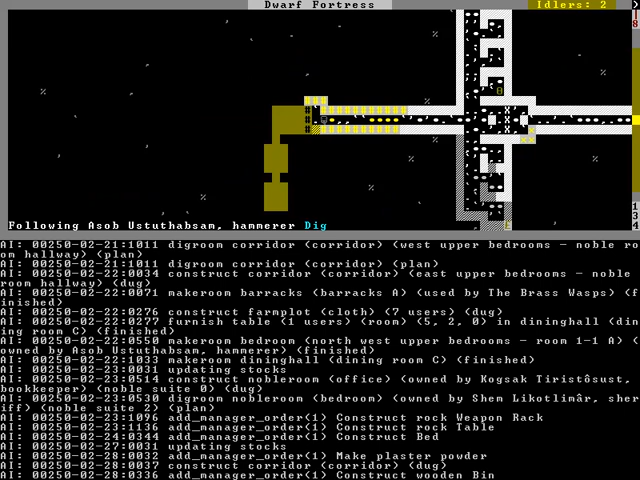 Dwarf Fortress
Idlers: 2
Following Asob Ustuthabsam, hammerer Dig
AI: 00250-02-21:1011 digroom corridor (corridor) (west upper bedrooms - noble ro
om hallway) (plan)
AI: 00250-02-21:1011 digroom corridor (corridor) (plan)
AI: 00250-02-22:0034 construct corridor (corridor) (east upper bedrooms - noble
room hallway) (dug)
AI: 00250-02-22:0071 makeroom barracks (barracks A) (used by The Brass Wasps) (f
inished)
AI: 00250-02-22:0276 construct farmplot (cloth) (7 users) (dug)
AI: 00250-02-22:0277 furnish table (1 users) (room) (5, 2, 0) in dininghall (din
ing room C) (finished)
AI: 00250-02-22:0550 makeroom bedroom (north west upper bedrooms - room 1-1 A) (
owned by Asob Ustuthabsam, hammerer) (finished)
AI: 00250-02-22:1033 makeroom dininghall (dining room C) (finished)
AI: 00250-02-23:0031 updating stocks
AI: 00250-02-23:0514 construct nobleroom (office) (owned by Kogsak Tiristôsust,
bookkeeper) (noble suite 0) (dug)
AI: 00250-02-23:0530 digroom nobleroom (bedroom) (owned by Shem Likotlimâr, sher
iff) (noble suite 2) (plan)
AI: 00250-02-23:1096 add_manager_order(1) Construct rock Weapon Rack
AI: 00250-02-23:1136 add_manager_order(1) Construct rock Table
AI: 00250-02-24:0344 add_manager_order(1) Construct Bed
AI: 00250-02-27:0031 updating stocks
AI: 00250-02-28:0032 add_manager_order(1) Make plaster powder
AI: 00250-02-28:0037 construct corridor (corridor) (dug)
AI: 00250-02-28:0336 add_manager_order(1) Construct wooden Bin